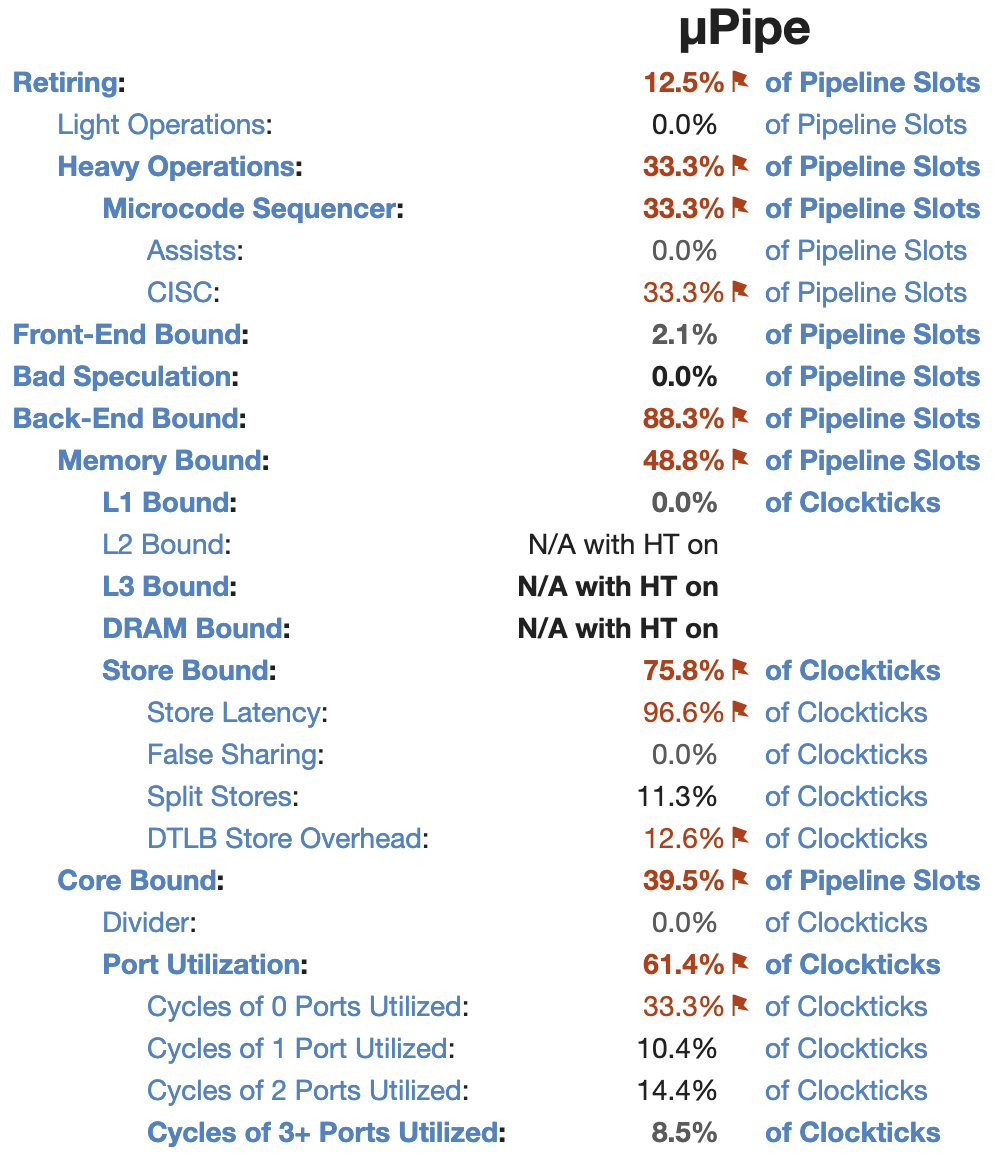 µPipe
Retiring: 12.5% of Pipeline Slots
Light Operations: 0.0% of Pipeline Slots
Heavy Operations: 33.3% of Pipeline Slots
Microcode Sequencer: 33.3% of Pipeline Slots
Assists: 0.0% of Pipeline Slots
CISC: 33.3% of Pipeline Slots
Front-End Bound: 2.1% of Pipeline Slots
Bad Speculation: 0.0% of Pipeline Slots
Back-End Bound: 88.3% of Pipeline Slots
Memory Bound: 48.8% of Pipeline Slots
L1 Bound: 0.0% of Clockticks
L2 Bound: N/A with HT on
L3 Bound: N/A with HT on
DRAM Bound: N/A with HT on
Store Bound: 75.8% of Clockticks
Store Latency: 96.6% of Clockticks
False Sharing: 0.0% of Clockticks
Split Stores: 11.3% of Clockticks
DTLB Store Overhead: 12.6% of Clockticks
Core Bound: 39.5% of Pipeline Slots
Divider: 0.0% of Clockticks
Port Utilization: 61.4% of Clockticks
Cycles of 0 Ports Utilized: 33.3% of Clockticks
Cycles of 1 Port Utilized: 10.4% of Clockticks
Cycles of 2 Ports Utilized: 14.4% of Clockticks
Cycles of 3+ Ports Utilized: 8.5% of Clockticks